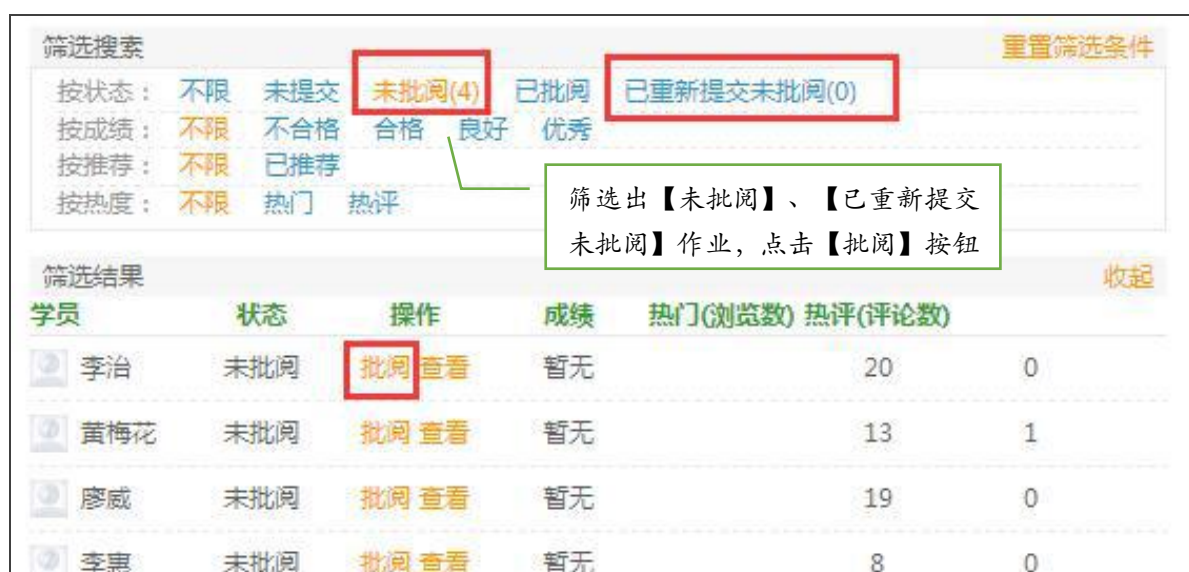 筛选搜索 重置筛选条件
按状态： 不限 未提交 未批阅(4) 已批阅 已重新提交未批阅(0)
按成绩： 不限 不合格 合格 良好 优秀
按推荐： 不限 已推荐
按热度： 不限 热门 热评
筛选出【未批阅】、【已重新提交
未批阅】作业，点击【批阅】按钮
筛选结果 收起
学员 状态 操作 成绩 热门(浏览数) 热评(评论数)
李治 未批阅 批阅 查看 暂无 20 0
黄梅花 未批阅 批阅 查看 暂无 13 1
廖威 未批阅 批阅 查看 暂无 19 0
李惠 未批阅 批阅 查看 暂无 8 0